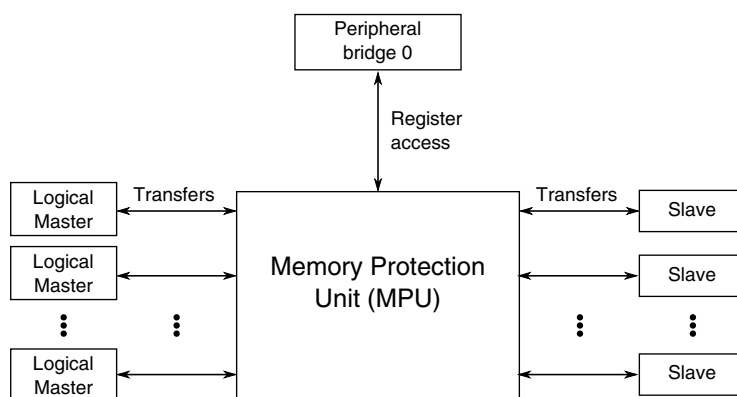 Peripheral
bridge 0
Register
access
Logical
Master
Transfers
Transfers
Slave
Logical
Master
Memory Protection
Unit (MPU)
Slave
Logical
Master
Slave